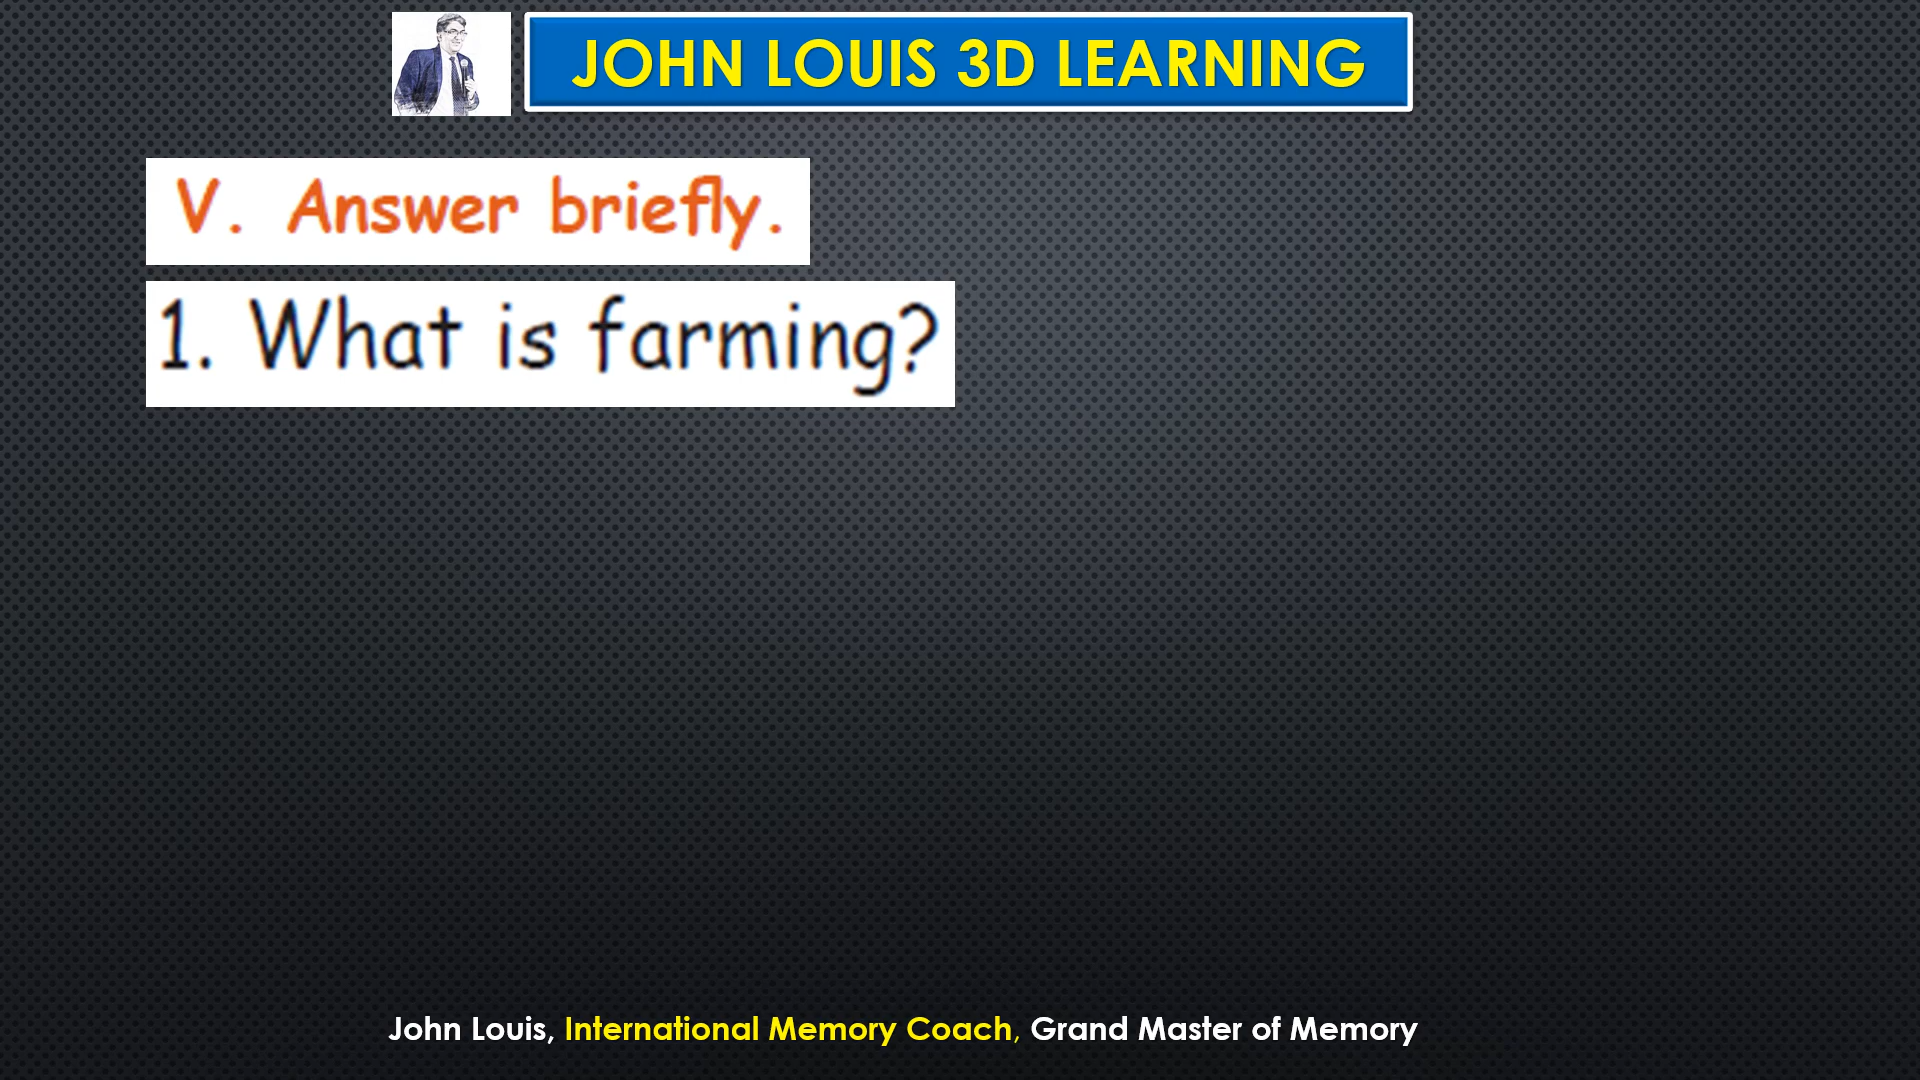 JOHN LOUIS 3D LEARNING
V. Answer briefly.
1. What is farming?
John Louis, International Memory Coach, Grand Master of Memory